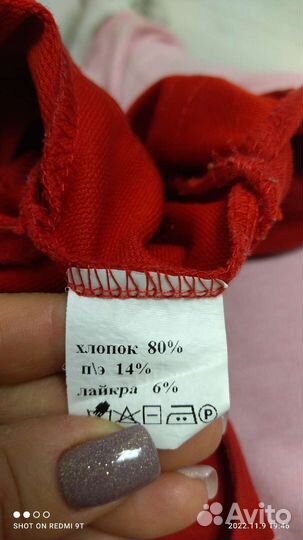 хлопок 80%
п/э 14%
лайкра 6%
P
SHOT ON REDMI 9T
Avito
2022.11.9 19:46